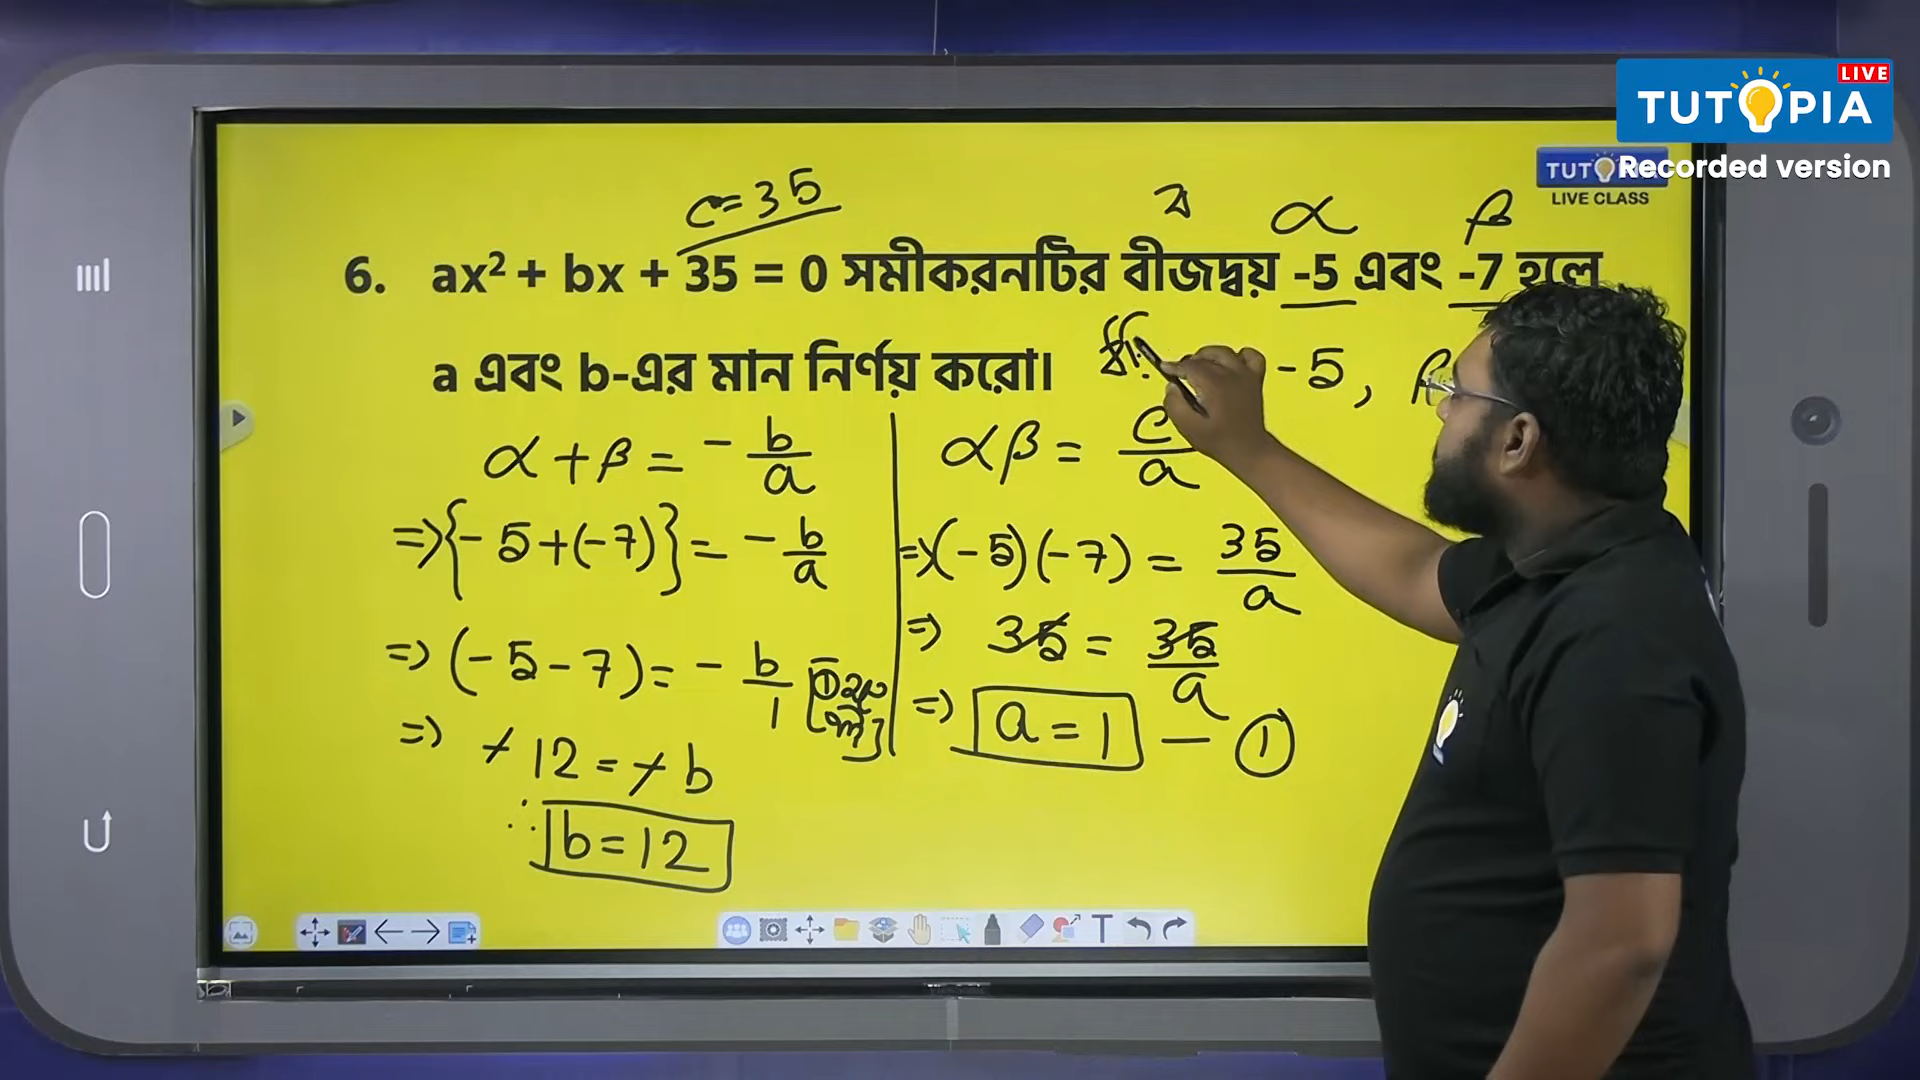 LIVE
TUTOPIA
Recorded version
LIVE CLASS
c = 35
α β
6. ax² + bx + 35 = 0 সমীকরনটির বীজদ্বয় -5 এবং -7 হলে
a এবং b-এর মান নির্ণয় করো।
-5, β
α + β = - b/a
⇒ {-5+(-7)} = - b/a
⇒ (-5-7) = - b/1
⇒ -12 = -b
∴ b = 12
αβ = c/a
⇒ (-5)(-7) = 35/a
⇒ 35 = 35/a
⇒ a = 1 — ①
T